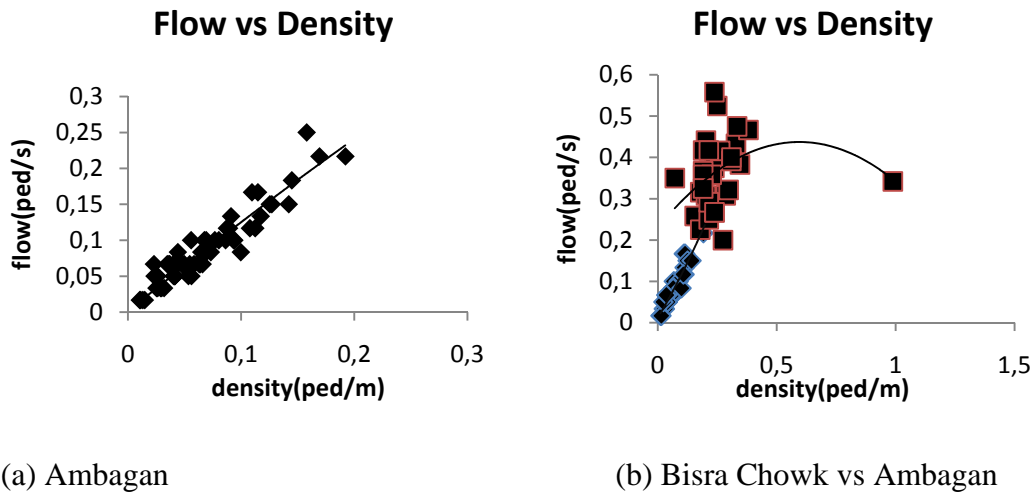 Flow vs Density
0,3
0,25
0,2
0,15
0,1
0,05
0
0
0,1
0,2
0,3
flow(ped/s)
density(ped/m)
(a) Ambagan
Flow vs Density
0,6
0,5
0,4
0,3
0,2
0,1
0
0
0,5
1
1,5
flow(ped/s)
density(ped/m)
(b) Bisra Chowk vs Ambagan